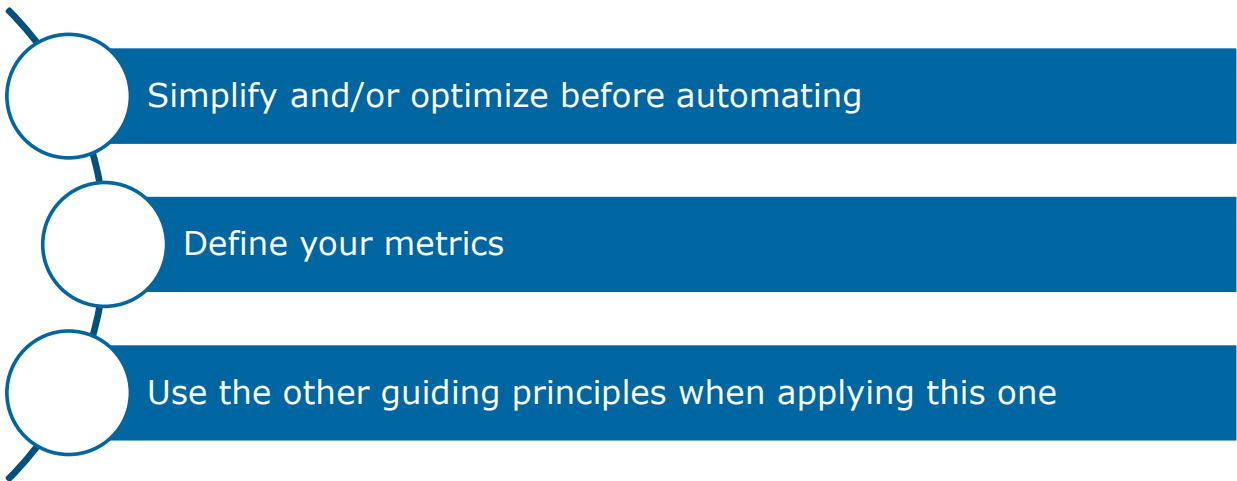 Simplify and/or optimize before automating
Define your metrics
Use the other guiding principles when applying this one